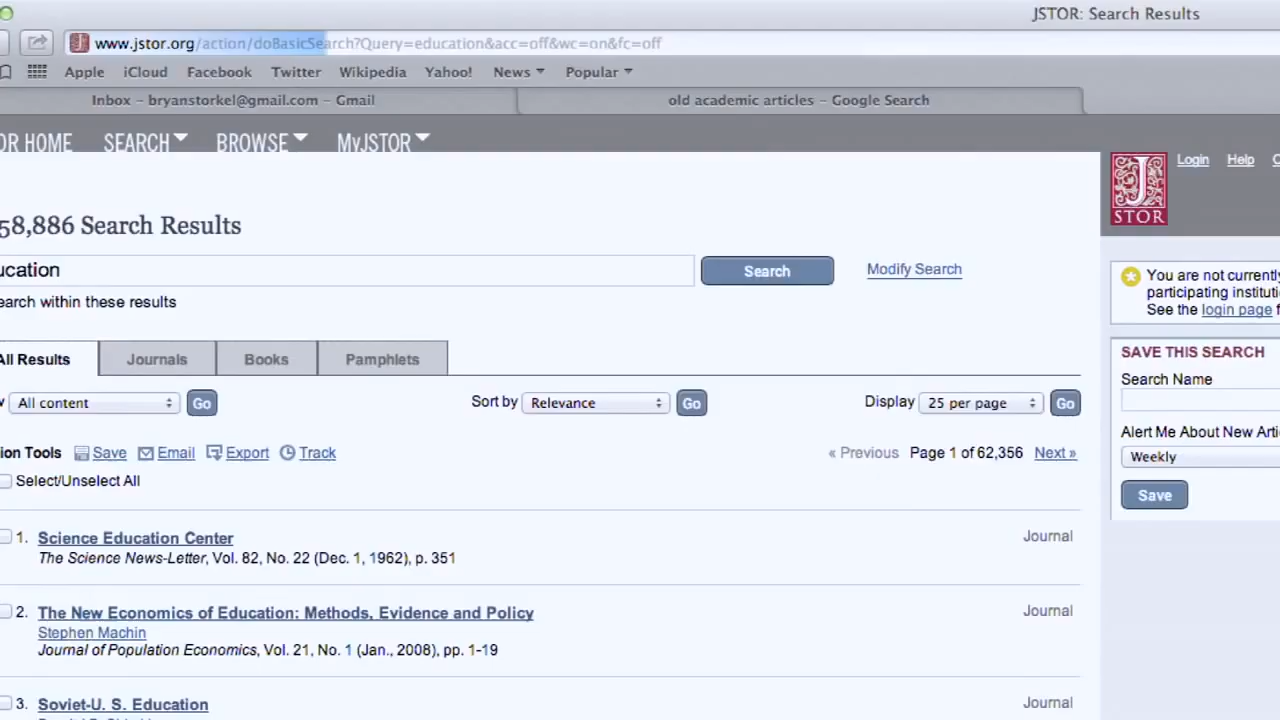 JSTOR: Search Results
www.jstor.org/action/doBasicSearch?Query=education&acc=off&wc=on&fc=off
Apple iCloud Facebook Twitter Wikipedia Yahoo! News Popular
Inbox – bryanstorkel@gmail.com – Gmail old academic articles – Google Search
OR HOME SEARCH BROWSE MyJSTOR
Login Help
J
STOR
58,886 Search Results
ucation Search Modify Search
You are not currently
participating instituti
See the login page f
earch within these results
SAVE THIS SEARCH
All Results Journals Books Pamphlets
Search Name
All content Go Sort by Relevance Go Display 25 per page Go
Alert Me About New Arti
Weekly
ion Tools Save Email Export Track « Previous Page 1 of 62,356 Next »
Select/Unselect All
Save
1. Science Education Center Journal
The Science News-Letter, Vol. 82, No. 22 (Dec. 1, 1962), p. 351
2. The New Economics of Education: Methods, Evidence and Policy Journal
Stephen Machin
Journal of Population Economics, Vol. 21, No. 1 (Jan., 2008), pp. 1-19
3. Soviet-U. S. Education Journal